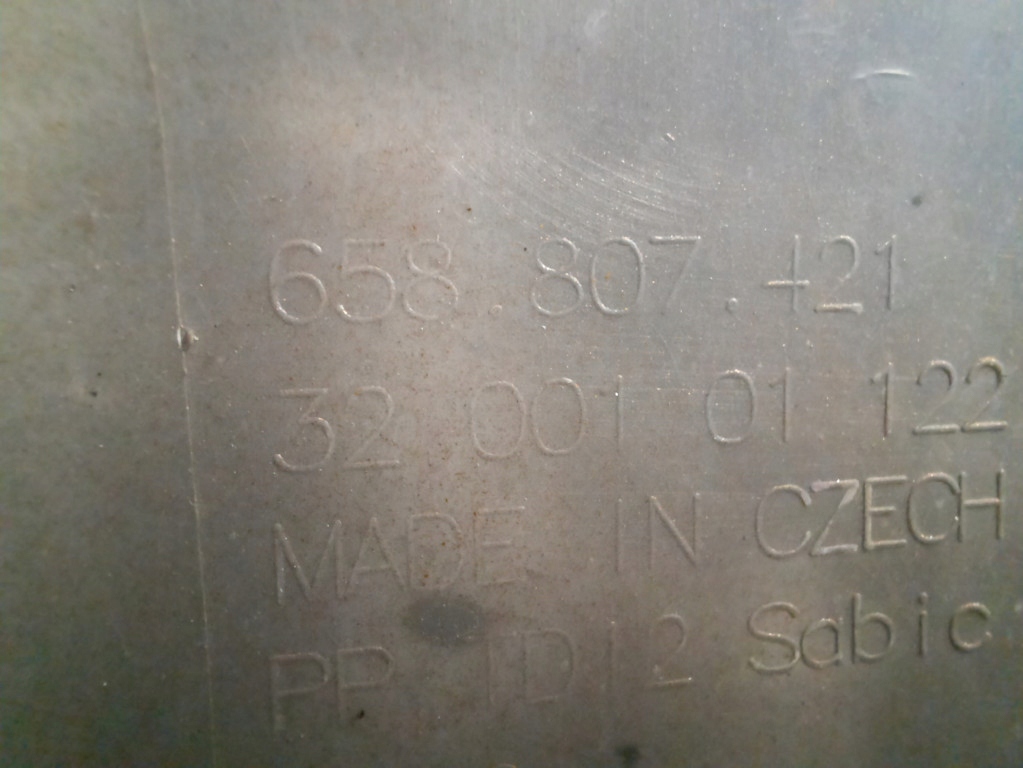 658.807.421
32 001 01 122
MADE IN CZECH
PP TD12 Sabic